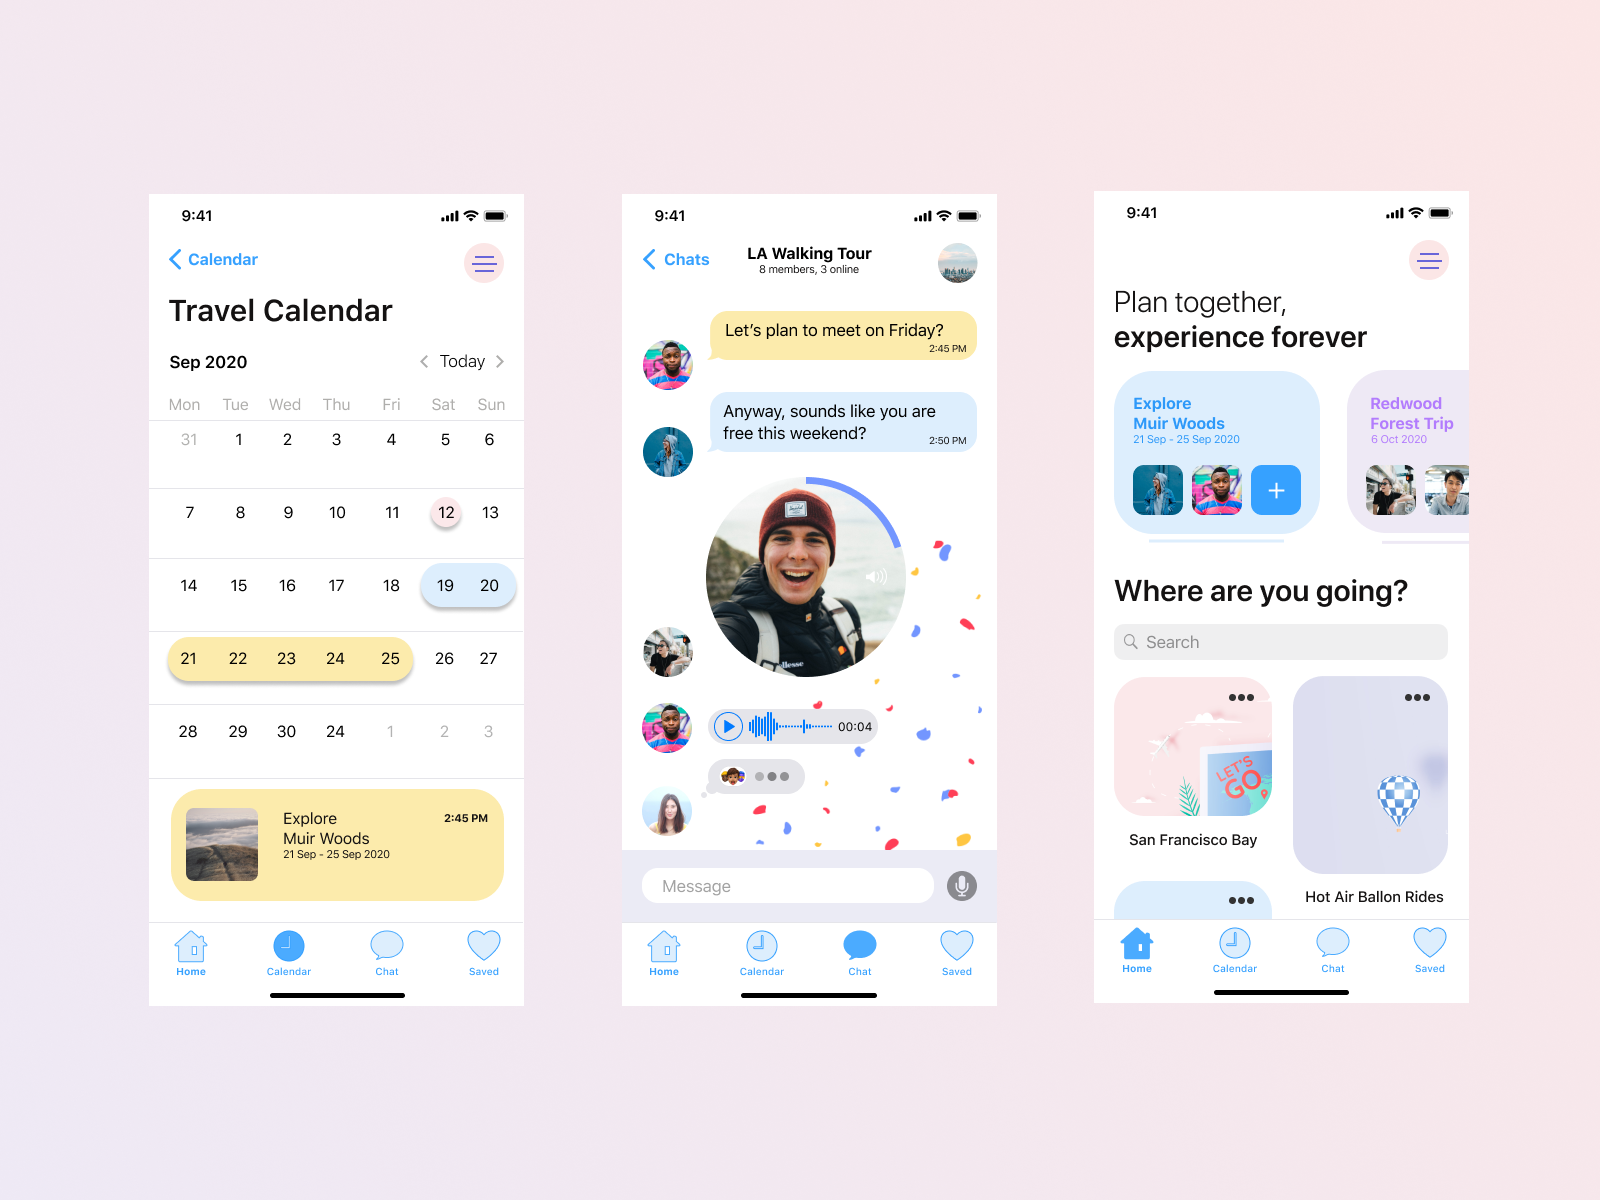 9:41
Calendar
Travel Calendar
Sep 2020
Today
Mon Tue Wed Thu Fri Sat Sun
31 1 2 3 4 5 6
7 8 9 10 11 12 13
14 15 16 17 18 19 20
21 22 23 24 25 26 27
28 29 30 24 1 2 3
Explore
Muir Woods
21 Sep - 25 Sep 2020
2:45 PM
Home Calendar Chat Saved
9:41
Chats
LA Walking Tour
8 members, 3 online
Let’s plan to meet on Friday?
2:45 PM
Anyway, sounds like you are
free this weekend?
2:50 PM
00:04
Message
Home Calendar Chat Saved
9:41
Plan together,
experience forever
Explore
Muir Woods
21 Sep - 25 Sep 2020
Redwood
Forest Trip
6 Oct 2020
Where are you going?
Search
LET'S
GO
San Francisco Bay
Hot Air Ballon Rides
Home Calendar Chat Saved